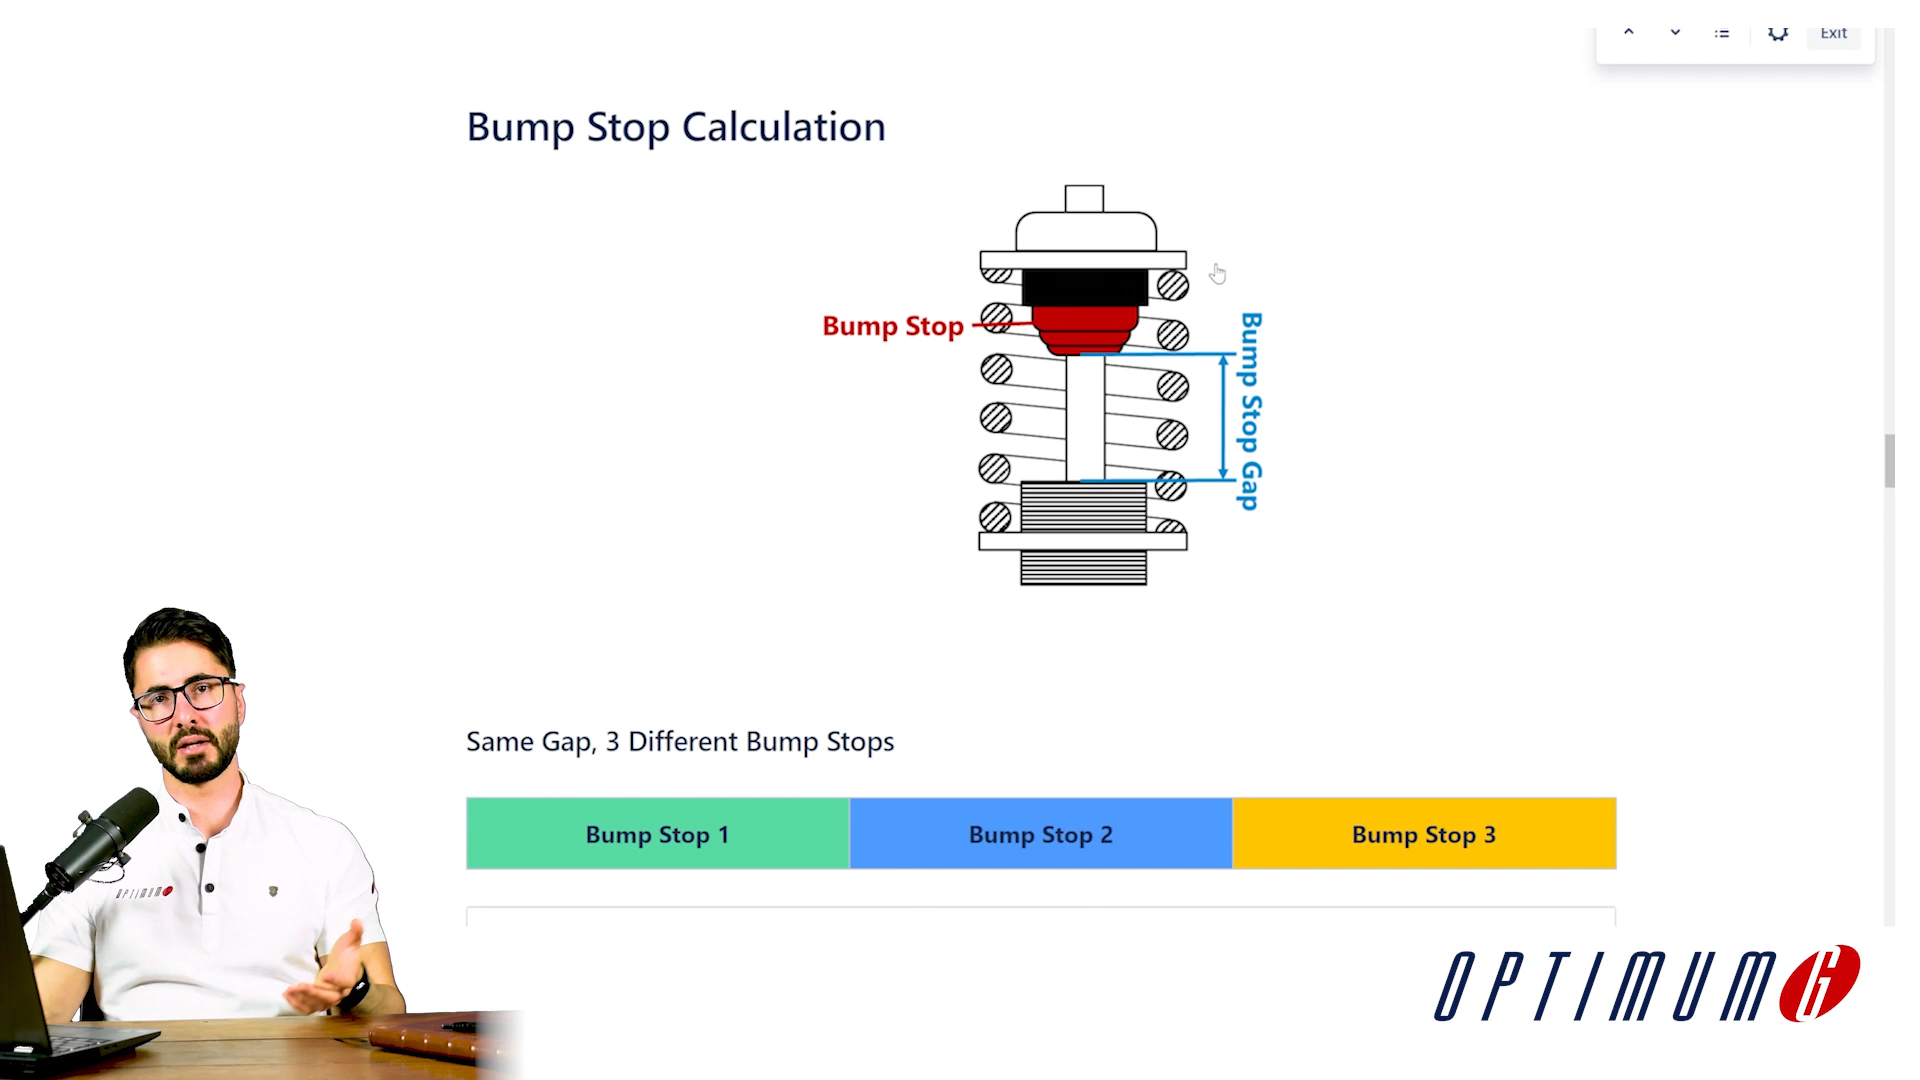 Exit
Bump Stop Calculation
Bump Stop
Bump Stop Gap
Same Gap, 3 Different Bump Stops
Bump Stop 1
Bump Stop 2
Bump Stop 3
OPTIMUM
OPTIMUMG